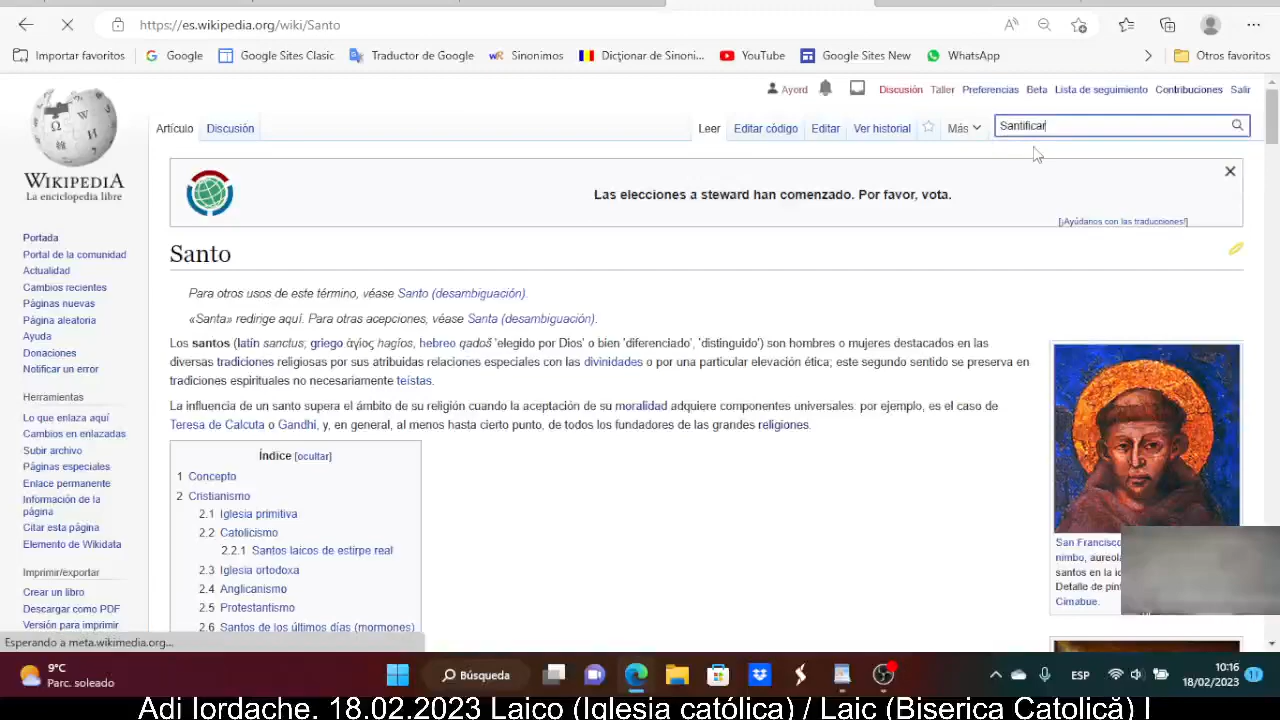 https://es.wikipedia.org/wiki/Santo
Importar favoritos Google Google Sites Clasic Traductor de Google Sinonimos Dicționar de Sinoni... YouTube Google Sites New WhatsApp Otros favoritos
Ayord Discusión Taller Preferencias Beta Lista de seguimiento Contribuciones Salir
Artículo Discusión Leer Editar código Editar Ver historial Más Santificar
WIKIPEDIA
La enciclopedia libre
Las elecciones a steward han comenzado. Por favor, vota.
[¡Ayúdanos con las traducciones!]
Portada
Portal de la comunidad
Actualidad
Cambios recientes
Páginas nuevas
Página aleatoria
Ayuda
Donaciones
Notificar un error
Herramientas
Lo que enlaza aquí
Cambios en enlazadas
Subir archivo
Páginas especiales
Enlace permanente
Información de la
página
Citar esta página
Elemento de Wikidata
Imprimir/exportar
Crear un libro
Descargar como PDF
Versión para imprimir
Santo
Para otros usos de este término, véase Santo (desambiguación).
«Santa» redirige aquí. Para otras acepciones, véase Santa (desambiguación).
Los santos (latín sanctus; griego ἁγίος hagíos, hebreo qadoš 'elegido por Dios' o bien 'diferenciado', 'distinguido') son hombres o mujeres destacados en las
diversas tradiciones religiosas por sus atribuidas relaciones especiales con las divinidades o por una particular elevación ética; este segundo sentido se preserva en
tradiciones espirituales no necesariamente teístas.
La influencia de un santo supera el ámbito de su religión cuando la aceptación de su moralidad adquiere componentes universales. por ejemplo, es el caso de
Teresa de Calcuta o Gandhi, y, en general, al menos hasta cierto punto, de todos los fundadores de las grandes religiones.
Índice [ocultar]
1 Concepto
2 Cristianismo
2.1 Iglesia primitiva
2.2 Catolicismo
2.2.1 Santos laicos de estirpe real
2.3 Iglesia ortodoxa
2.4 Anglicanismo
2.5 Protestantismo
2.6 Santos de los últimos días (mormones)
San Francisco
nimbo, aureol
santos en la ic
Detalle de pin
Cimabue.
Esperando a meta.wikimedia.org...
9°C
Parc. soleado
Búsqueda
ESP
10:16
18/02/2023
11
Adi Iordache. 18.02.2023 Laico (Iglesia católica) / Laic (Biserica Catolică) I